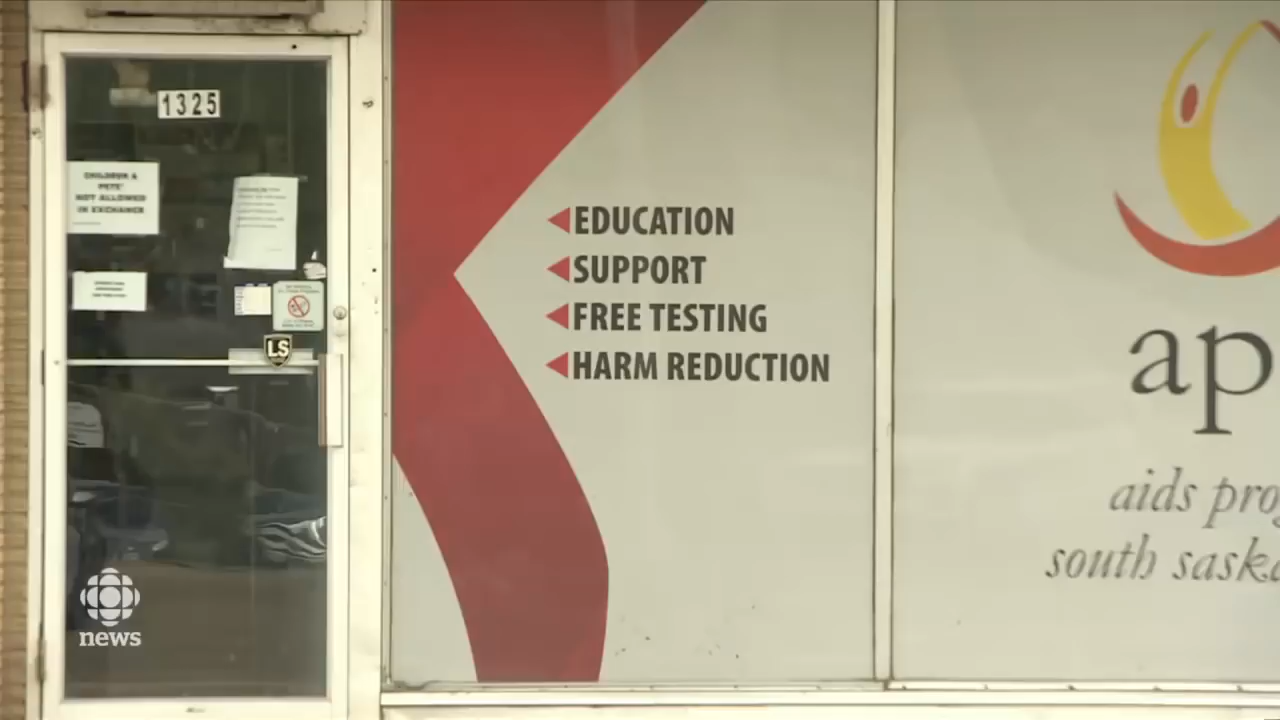 1325
CHILDREN &
PETS'
NOT ALLOWED
IN EXCHANGE
LS
EDUCATION
SUPPORT
FREE TESTING
HARM REDUCTION
ap
aids pro
south saska
news